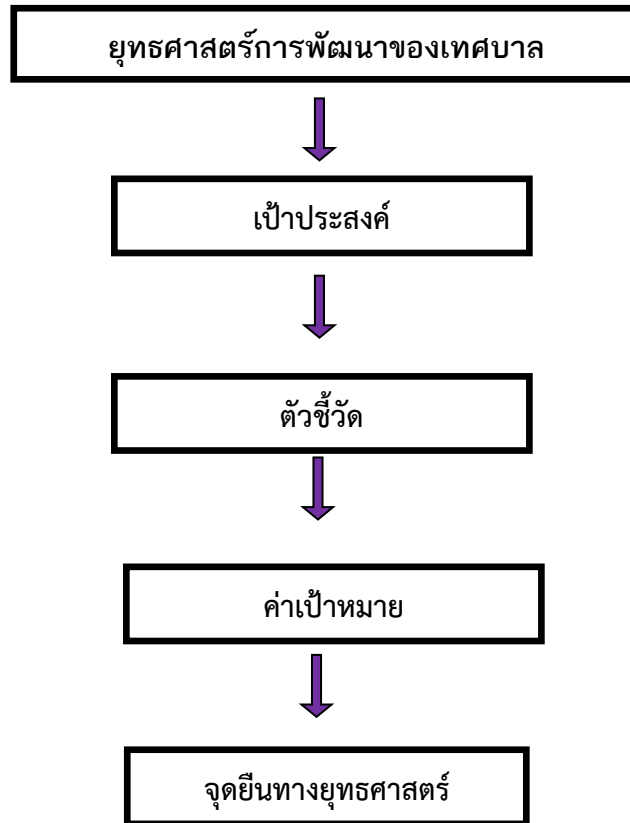 ยุทธศาสตร์การพัฒนาของเทศบาล
เป้าประสงค์
ตัวชี้วัด
ค่าเป้าหมาย
จุดยืนทางยุทธศาสตร์